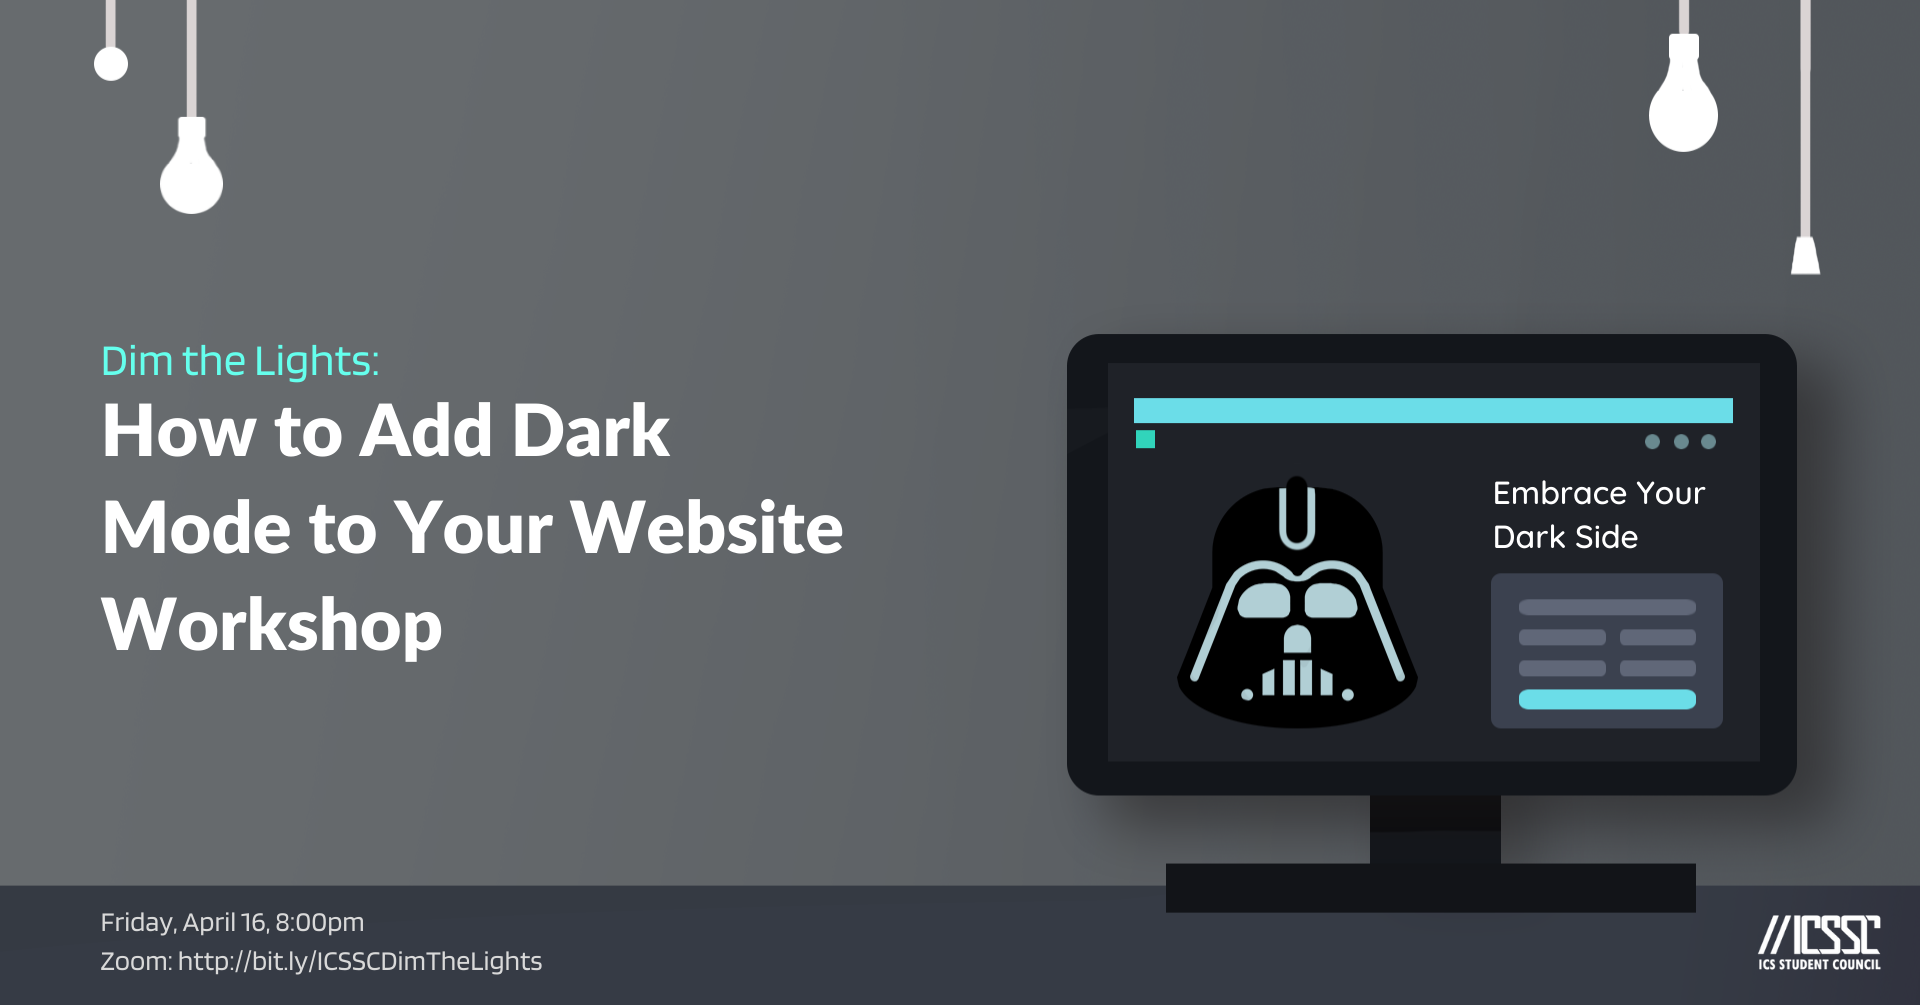 Dim the Lights:
How to Add Dark
Mode to Your Website
Workshop
Embrace Your
Dark Side
Friday, April 16, 8:00pm
Zoom: http://bit.ly/ICSSCDimTheLights
//ICSSC
ICS STUDENT COUNCIL